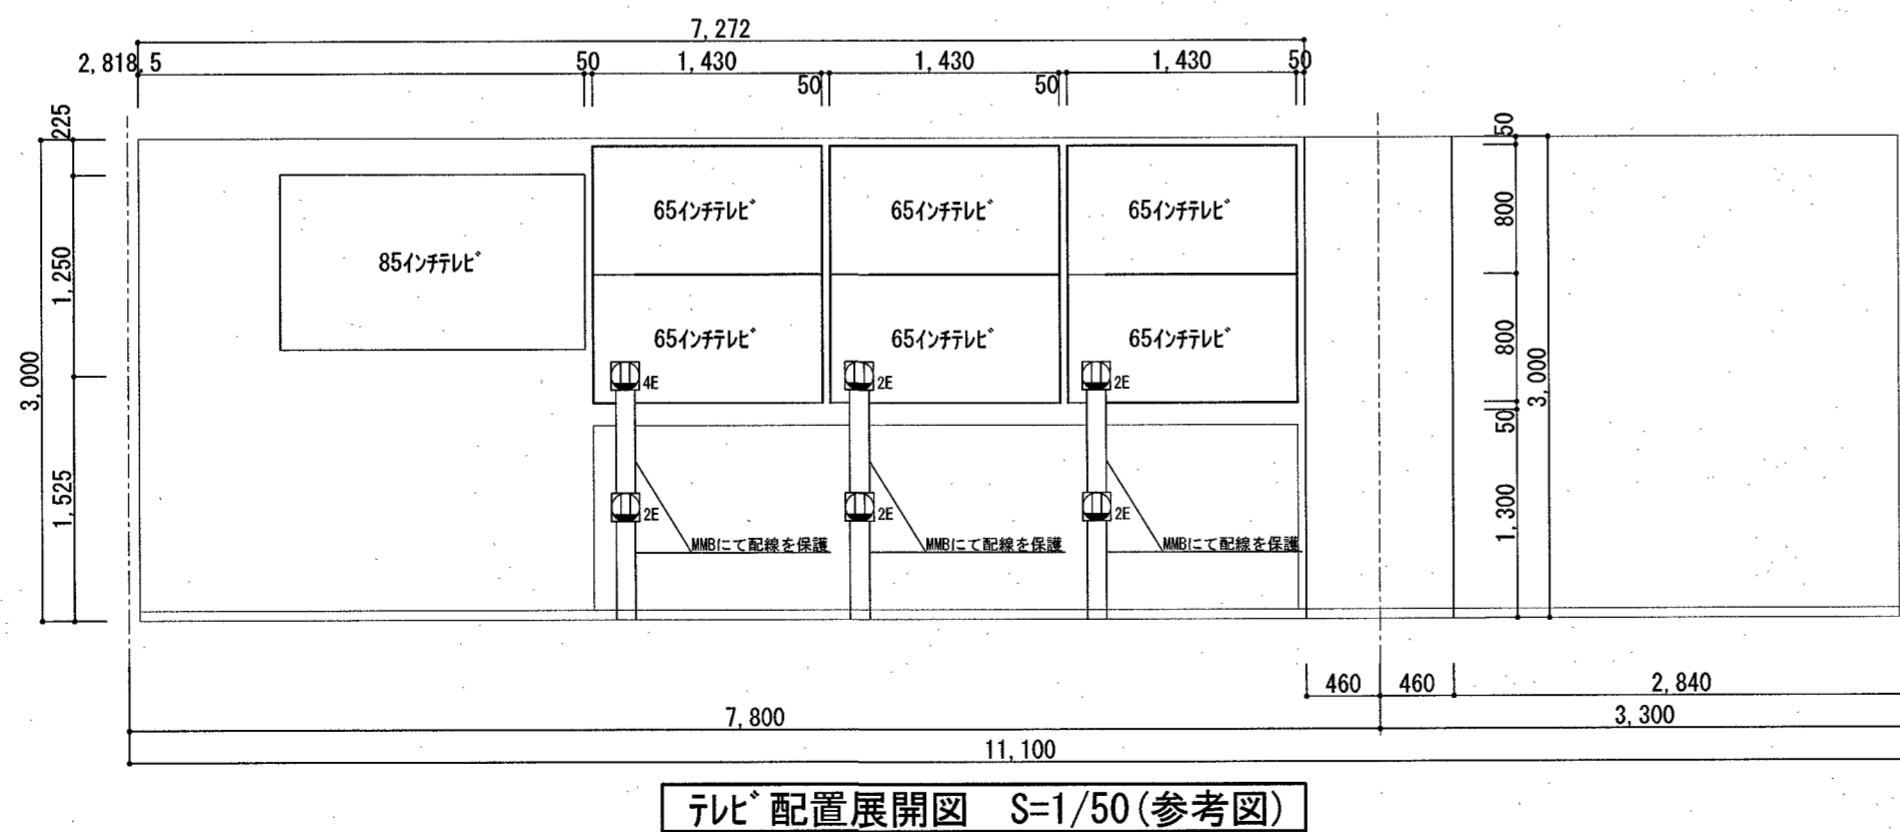 7,272
2,818.5
50
1,430
1,430
1,430
50
50
50
225
1,250
1,525
3,000
85インチテレビ
65インチテレビ
65インチテレビ
65インチテレビ
65インチテレビ
65インチテレビ
65インチテレビ
4E
2E
2E
2E
2E
2E
MMBにて配線を保護
MMBにて配線を保護
MMBにて配線を保護
50
800
800
50
1,300
3,000
460
460
2,840
7,800
3,300
11,100
テレビ配置展開図 S=1/50(参考図)